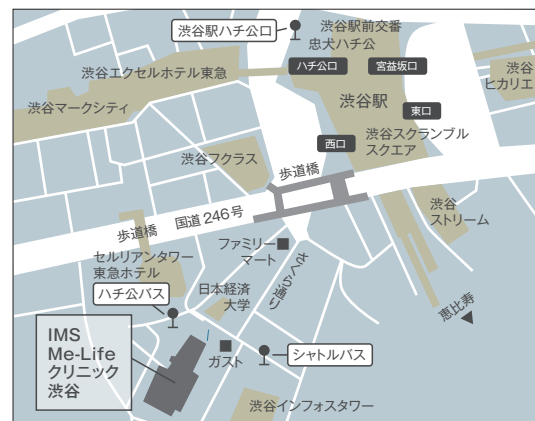 渋谷駅ハチ公口
渋谷駅前交番
忠犬ハチ公
渋谷エクセルホテル東急
ハチ公口
宮益坂口
渋谷
ヒカリエ
渋谷マークシティ
渋谷駅
東口
西口
渋谷スクランブル
スクエア
渋谷フクラス
歩道橋
渋谷
ストリーム
国道246号
歩道橋
ファミリー
マート
さくら通り
セルリアンタワー
東急ホテル
日本経済
大学
恵比寿
ハチ公バス
IMS
Me-Life
クリニック
渋谷
ガスト
シャトルバス
渋谷インフォスタワー